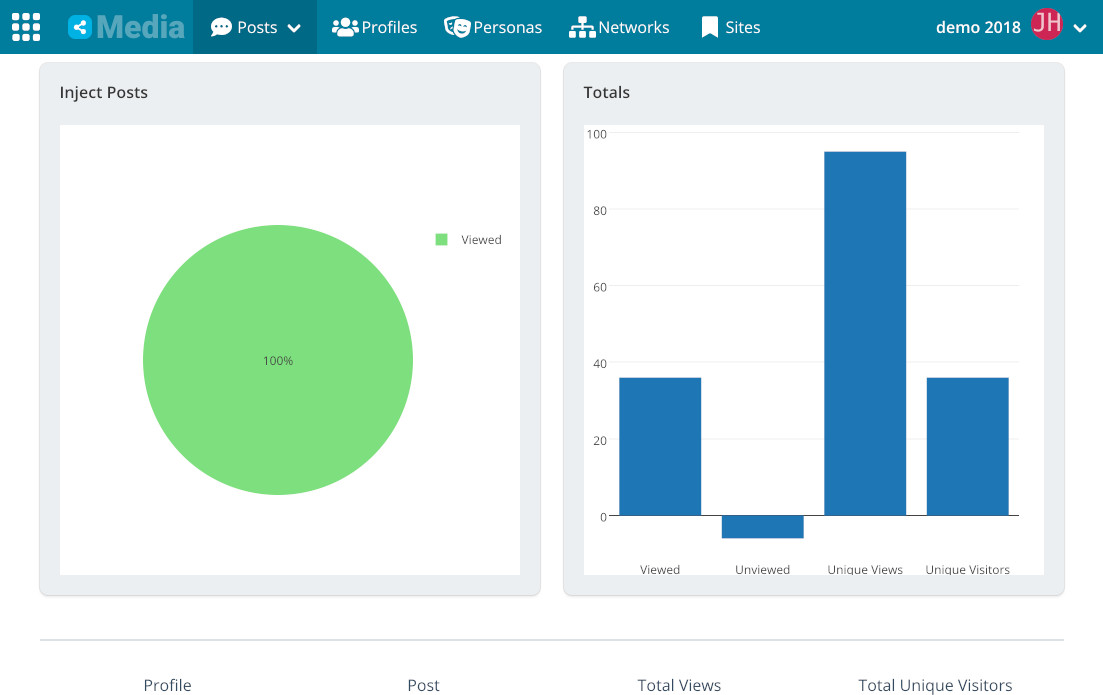 Media Posts Profiles Personas Networks Sites demo 2018 JH
Inject Posts
Viewed
100%
Totals
100
80
60
40
20
0
Viewed Unviewed Unique Views Unique Visitors
Profile Post Total Views Total Unique Visitors